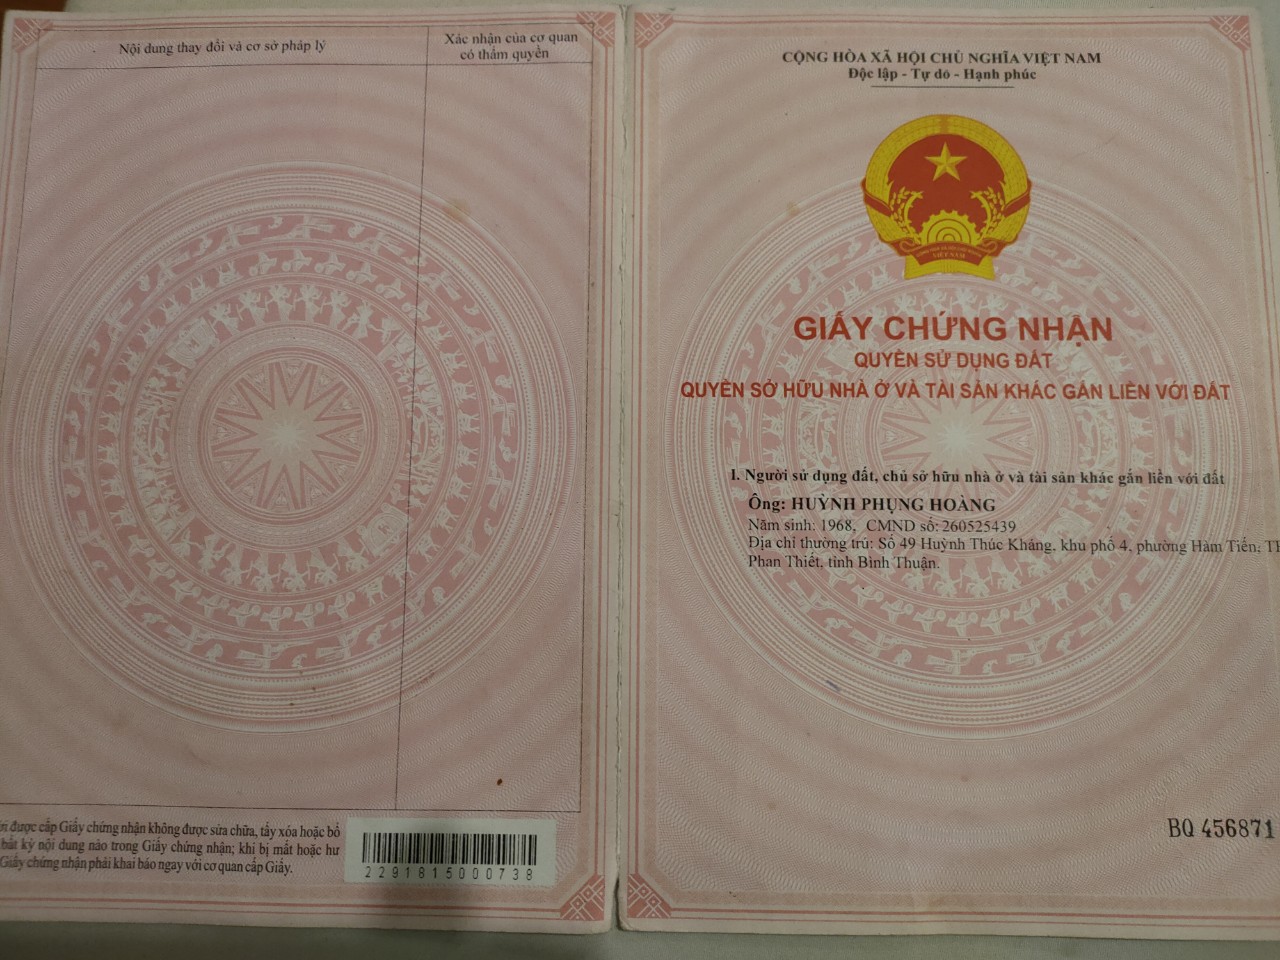 Nội dung thay đổi và cơ sở pháp lý
Xác nhận của cơ quan
có thẩm quyền
được cấp Giấy chứng nhận không được sửa chữa, tẩy xóa hoặc bổ
bất kỳ nội dung nào trong Giấy chứng nhận; khi bị mất hoặc hư
Giấy chứng nhận phải khai báo ngay với cơ quan cấp Giấy.
2291815000738
CỘNG HÒA XÃ HỘI CHỦ NGHĨA VIỆT NAM
Độc lập - Tự do - Hạnh phúc
VIỆT NAM
GIẤY CHỨNG NHẬN
QUYỀN SỬ DỤNG ĐẤT
QUYỀN SỞ HỮU NHÀ Ở VÀ TÀI SẢN KHÁC GẮN LIỀN VỚI ĐẤT
I. Người sử dụng đất, chủ sở hữu nhà ở và tài sản khác gắn liền với đất
Ông: HUỲNH PHỤNG HOÀNG
Năm sinh: 1968, CMND số: 260525439
Địa chỉ thường trú: Số 49 Huỳnh Thúc Kháng, khu phố 4, phường Hàm Tiến, TP
Phan Thiết, tỉnh Bình Thuận.
BQ 456871